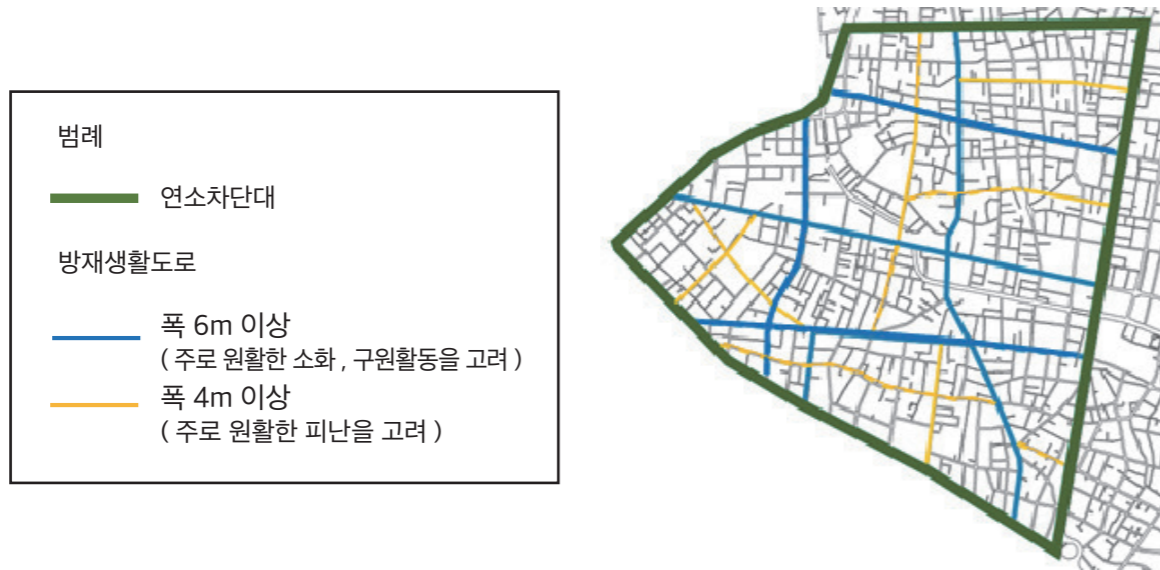 범례
연소차단대
방재생활도로
폭 6m 이상
( 주로 원활한 소화 , 구원활동을 고려 )
폭 4m 이상
( 주로 원활한 피난을 고려 )